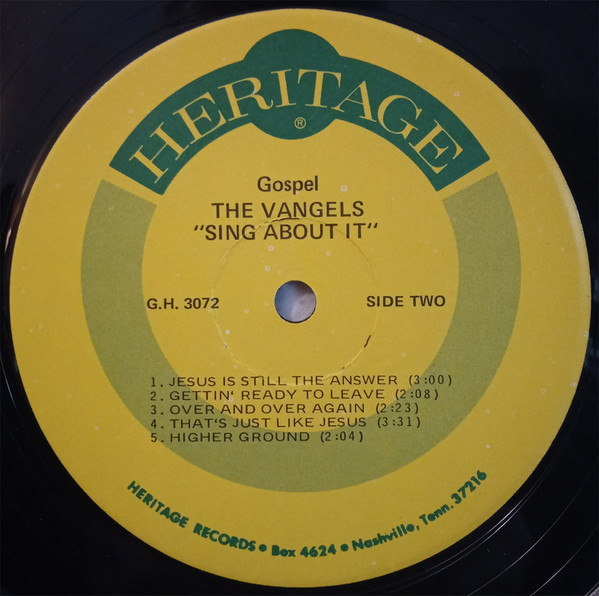 HERITAGE
®
Gospel
THE VANGELS
"SING ABOUT IT"
G.H. 3072
SIDE TWO
1. JESUS IS STILL THE ANSWER (3:00)
2. GETTIN' READY TO LEAVE (2:08)
3. OVER AND OVER AGAIN (2:23)
4. THAT'S JUST LIKE JESUS (3:31)
5. HIGHER GROUND (2:04)
HERITAGE RECORDS • Box 4624 • Nashville, Tenn. 37216